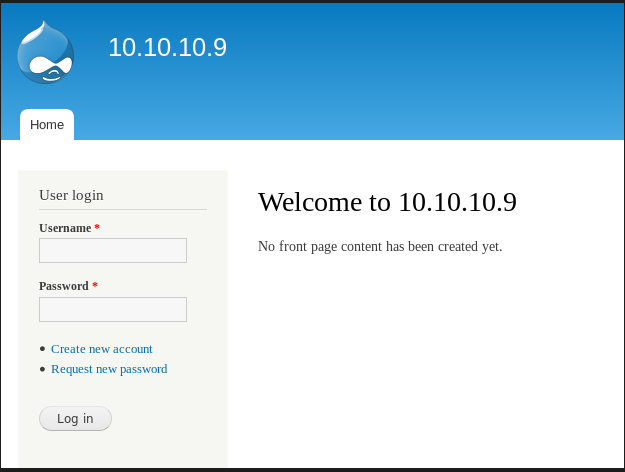 10.10.10.9
Home
User login
Username *
Password *
Create new account
Request new password
Log in
Welcome to 10.10.10.9
No front page content has been created yet.